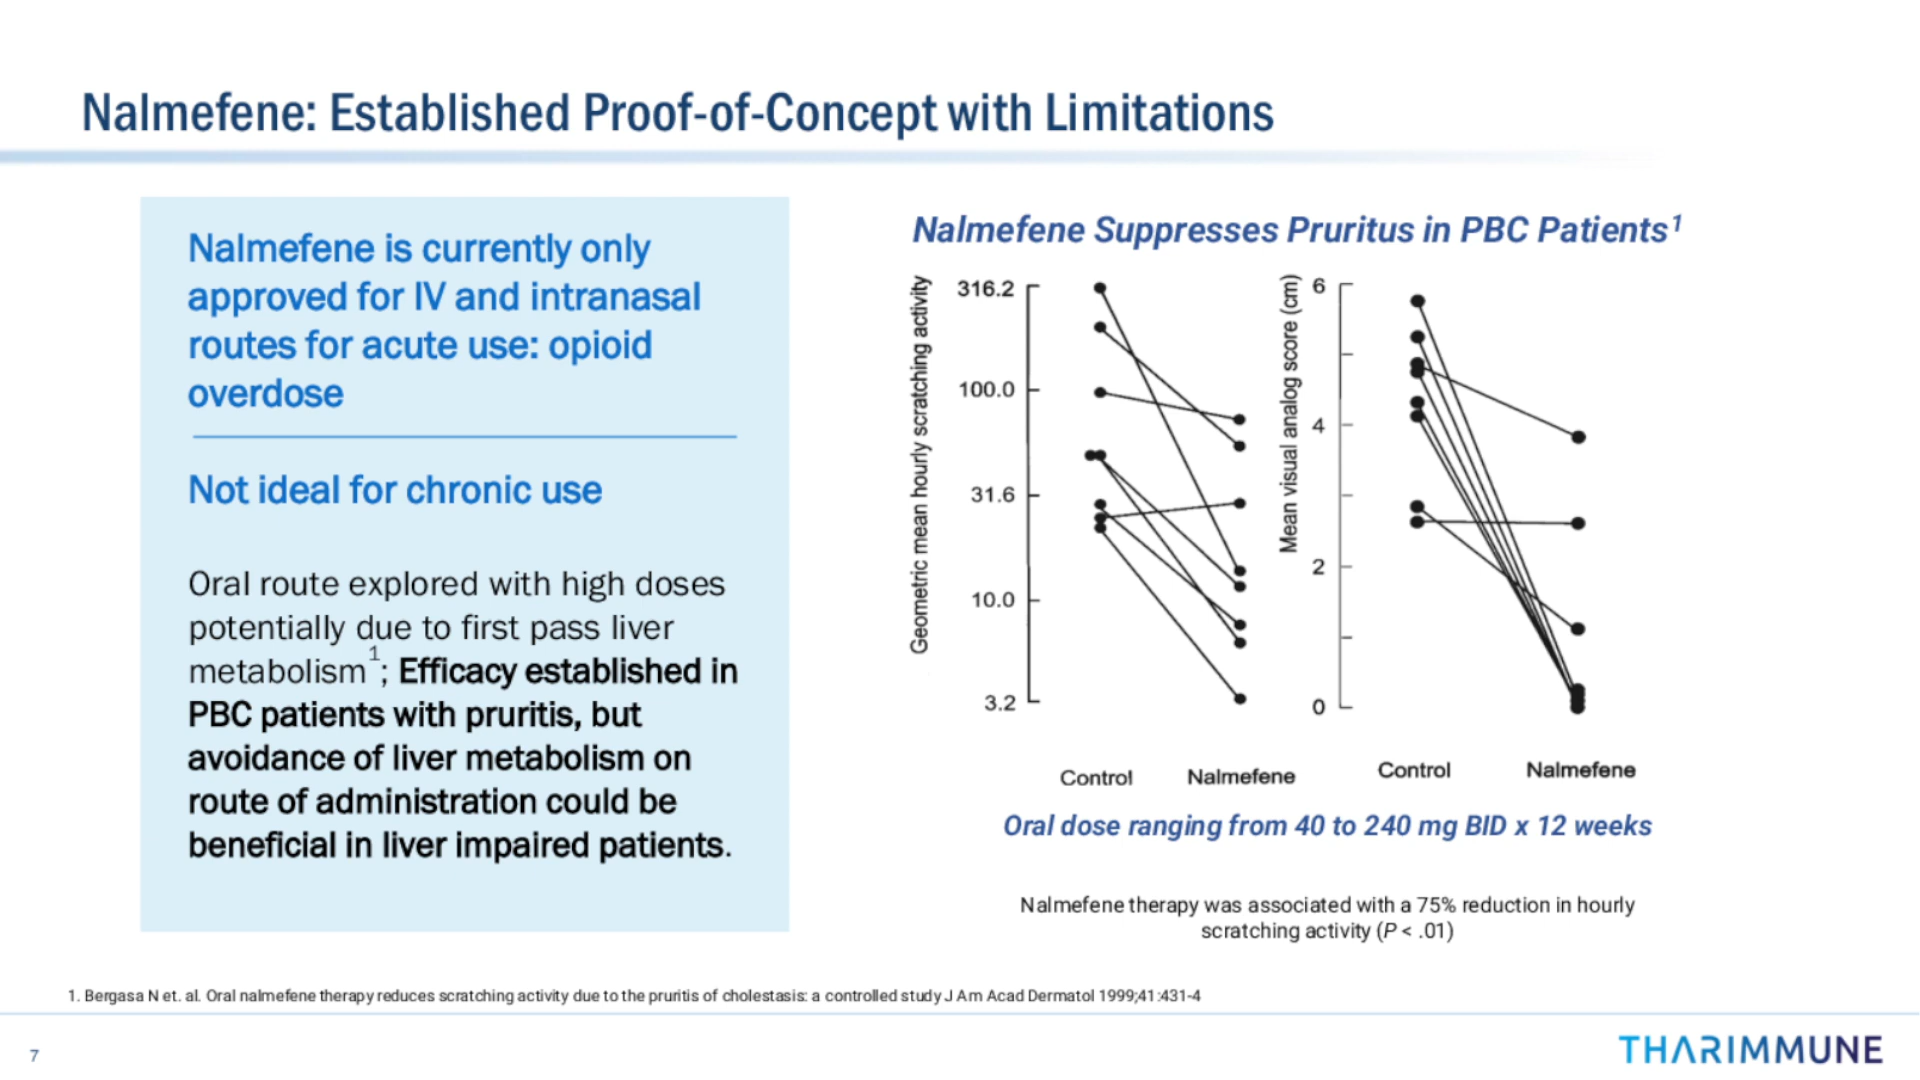 Nalmefene: Established Proof-of-Concept with Limitations
Nalmefene is currently only
approved for IV and intranasal
routes for acute use: opioid
overdose
Not ideal for chronic use
Oral route explored with high doses
potentially due to first pass liver
metabolism1; Efficacy established in
PBC patients with pruritis, but
avoidance of liver metabolism on
route of administration could be
beneficial in liver impaired patients.
Nalmefene Suppresses Pruritus in PBC Patients1
Geometric mean hourly scratching activity
316.2
100.0
31.6
10.0
3.2
Control Nalmefene
Mean visual analog score (cm)
6
4
2
0
Control Nalmefene
Oral dose ranging from 40 to 240 mg BID x 12 weeks
Nalmefene therapy was associated with a 75% reduction in hourly
scratching activity (P < .01)
1. Bergasa N et. al. Oral nalmefene therapy reduces scratching activity due to the pruritis of cholestasis: a controlled study J Am Acad Dermatol 1999;41:431-4
7
THARIMMUNE